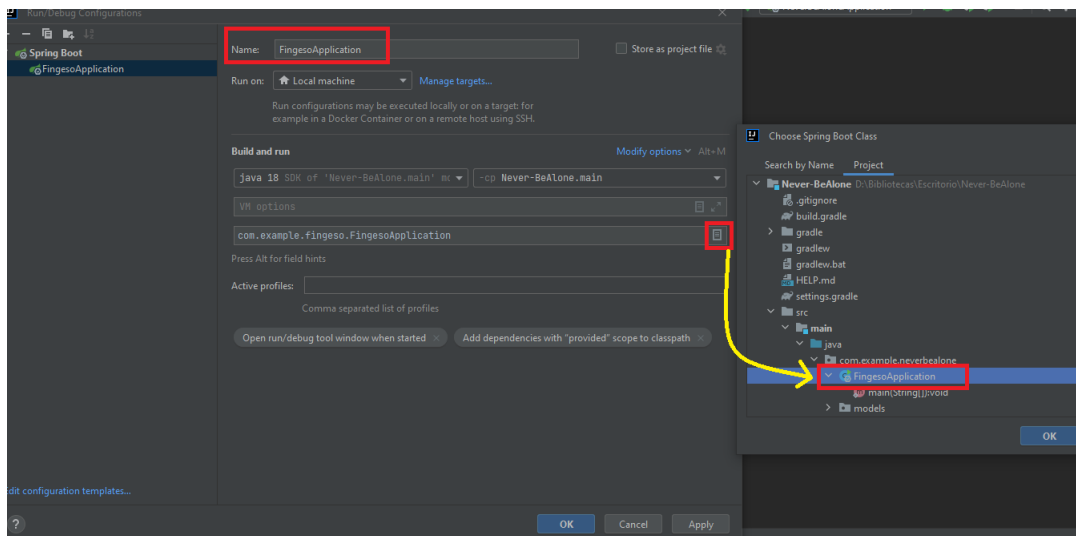 Run/Debug Configurations
Spring Boot
FingesoApplication
Name: FingesoApplication
Store as project file
Run on: Local machine
Manage targets...
Run configurations may be executed locally or on a target: for
example in a Docker Container or on a remote host using SSH.
Build and run
Modify options Alt+M
java 18 SDK of 'Never-BeAlone.main' mo
-cp Never-BeAlone.main
VM options
com.example.fingeso.FingesoApplication
Press Alt for field hints
Active profiles:
Comma separated list of profiles
Open run/debug tool window when started
Add dependencies with "provided" scope to classpath
dit configuration templates...
?
OK
Cancel
Apply
Choose Spring Boot Class
Search by Name
Project
Never-BeAlone D:\Bibliotecas\Escritorio\Never-BeAlone
.gitignore
build.gradle
gradle
gradlew
gradlew.bat
HELP.md
settings.gradle
src
main
java
com.example.neverbealone
FingesoApplication
main(String[]):void
models
OK